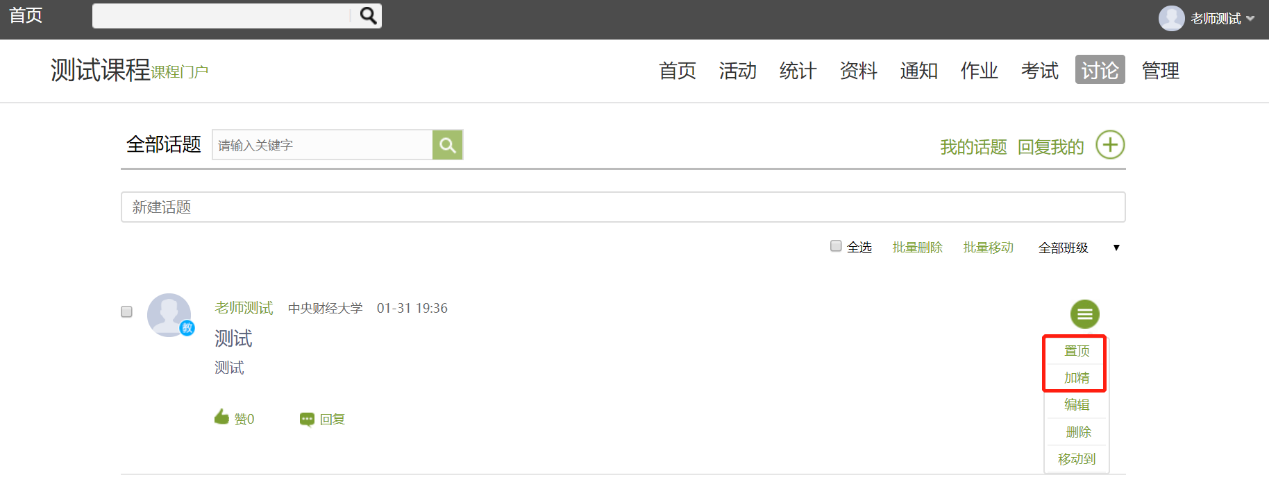 首页
老师测试
测试课程课程门户
首页 活动 统计 资料 通知 作业 考试 讨论 管理
全部话题 请输入关键字
我的话题 回复我的
新建话题
全选 批量删除 批量移动 全部班级
老师测试 中央财经大学 01-31 19:36
教
测试
测试
赞0 回复
置顶
加精
编辑
删除
移动到